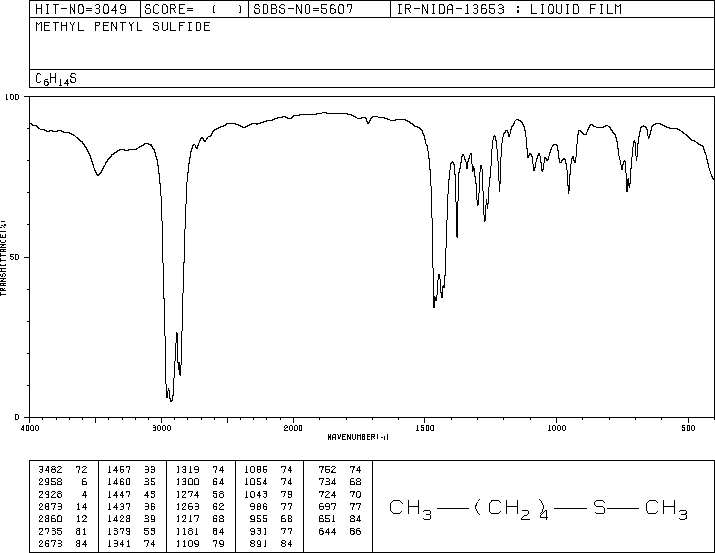 HIT-NO=3049 SCORE= ( ) SDBS-NO=5607 IR-NIDA-13653 : LIQUID FILM
METHYL PENTYL SULFIDE
C6H14S
100
50
0
TRANSMITTANCE(%)
4000 3000 2000 1500 1000 500
WAVENUMBER(-1)
3482 72 1467 33 1319 74 1086 74 762 74
2958 6 1460 35 1300 64 1054 74 734 68
2928 4 1447 45 1274 58 1043 79 724 70
2873 14 1437 36 1263 62 986 77 697 77
2860 12 1428 39 1217 68 955 68 651 84
2735 81 1379 53 1181 84 931 77 644 86
2673 84 1341 74 1109 79 891 84
CH3—(CH2)4—S—CH3